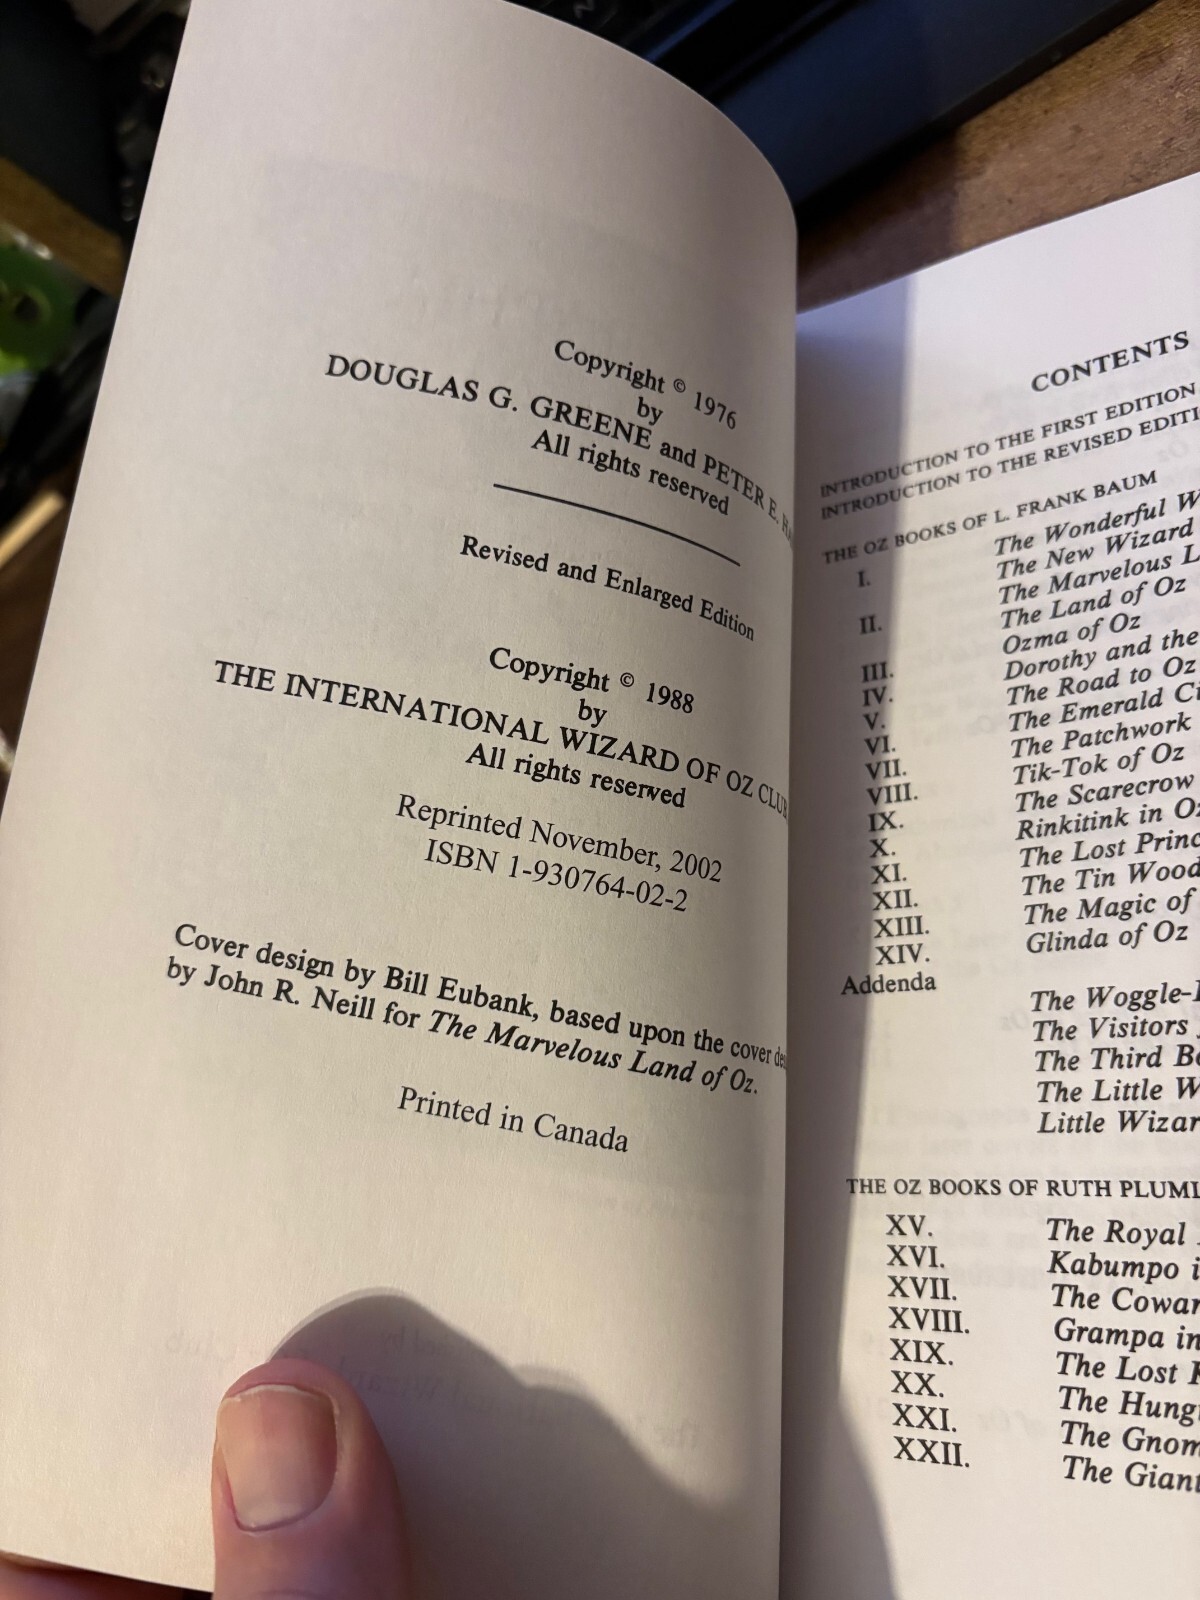 Copyright © 1976
by
DOUGLAS G. GREENE and PETER E.
All rights reserved
Revised and Enlarged Edition
Copyright © 1988
by
THE INTERNATIONAL WIZARD OF OZ CLUB
All rights reserved
Reprinted November, 2002
ISBN 1-930764-02-2
Cover design by Bill Eubank, based upon the cover
by John R. Neill for The Marvelous Land of Oz.
Printed in Canada
CONTENTS
INTRODUCTION TO THE FIRST EDITION
INTRODUCTION TO THE REVISED
THE OZ BOOKS OF L. FRANK BAUM
I. The Wonderful
The New Wizard
II. The Marvelous
The Land of Oz
III. Ozma of Oz
IV. Dorothy and the
V. The Road to Oz
VI. The Emerald
VII. The Patchwork
VIII. Tik-Tok of Oz
IX. The Scarecrow
X. Rinkitink in
XI. The Lost
XII. The Tin
XIII. The Magic of
XIV. Glinda of Oz
Addenda
The
The Visitors
The Third
The Little
Little
THE OZ BOOKS OF RUTH
XV. The Royal
XVI. Kabumpo
XVII. The
XVIII. Grampa in
XIX. The Lost
XX. The
XXI. The
XXII. The